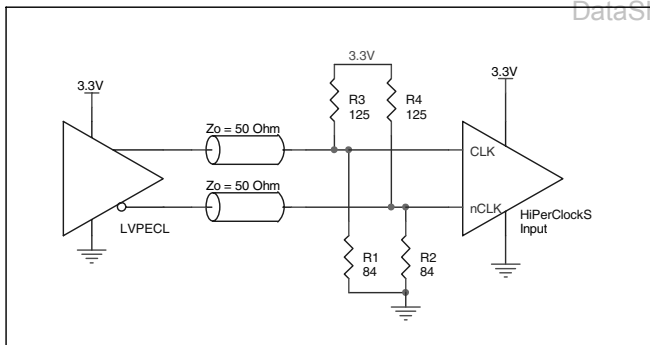 DataSh
3.3V
3.3V
3.3V
R3
125
R4
125
Zo = 50 Ohm
CLK
Zo = 50 Ohm
nCLK
HiPerClockS
Input
LVPECL
R1
84
R2
84